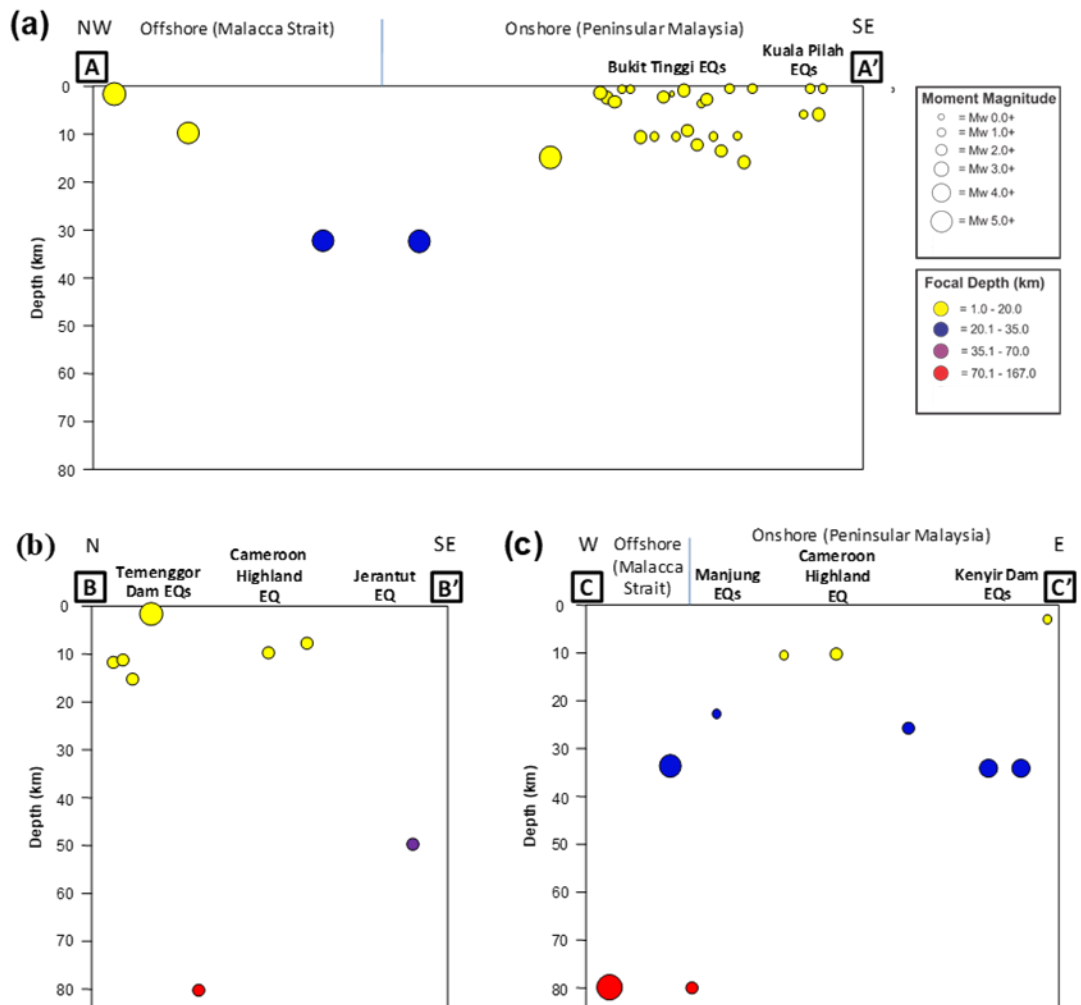 (a)
NW
Offshore (Malacca Strait)
Onshore (Peninsular Malaysia)
SE
A
Bukit Tinggi EQs
Kuala Pilah
EQs
A′
0
10
20
30
40
50
60
70
80
Depth (km)
Moment Magnitude
= Mw 0.0+
= Mw 1.0+
= Mw 2.0+
= Mw 3.0+
= Mw 4.0+
= Mw 5.0+
Focal Depth (km)
= 1.0 - 20.0
= 20.1 - 35.0
= 35.1 - 70.0
= 70.1 - 167.0
(b)
N
SE
B
Temenggor
Dam EQs
Cameroon
Highland
EQ
Jerantut
EQ
B′
0
10
20
30
40
50
60
70
80
Depth (km)
(c)
W
Offshore
(Malacca
Strait)
Onshore (Peninsular Malaysia)
E
C
Manjung
EQs
Cameroon
Highland
EQ
Kenyir Dam
EQs
C′
0
10
20
30
40
50
60
70
80
Depth (km)